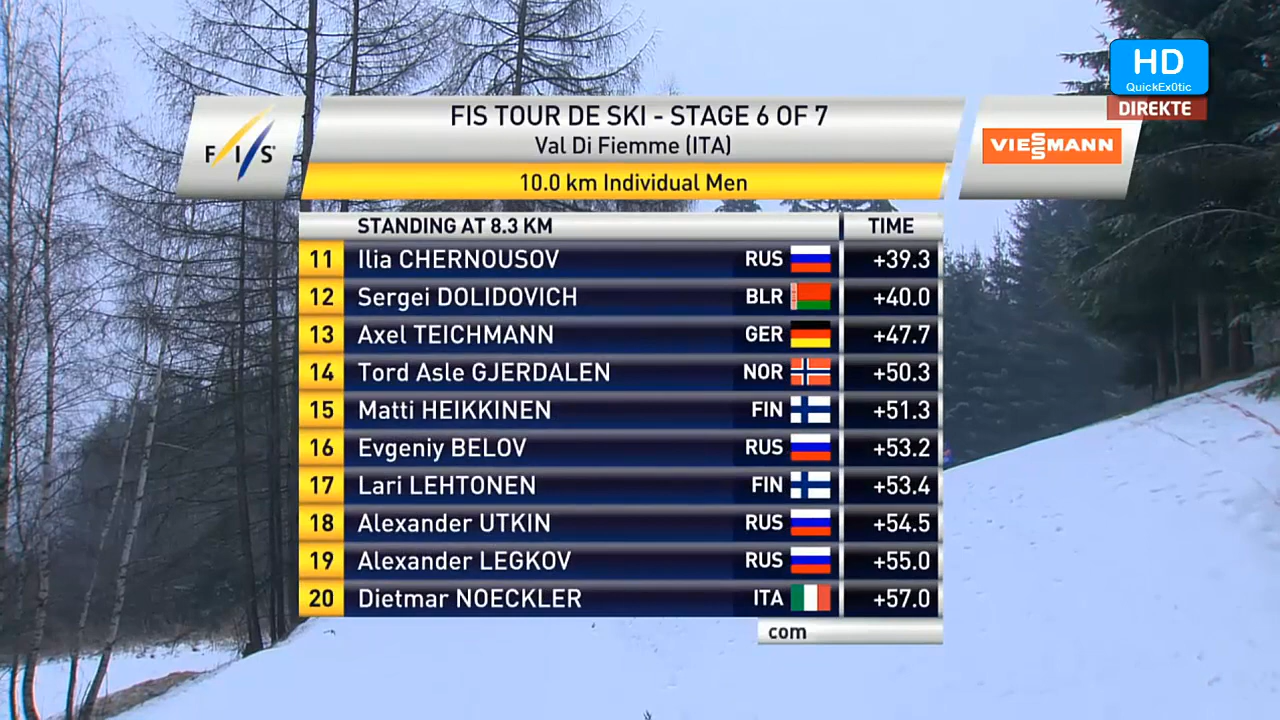 HD
QuickEx0tic
DIREKTE
FIS TOUR DE SKI - STAGE 6 OF 7
Val Di Fiemme (ITA)
10.0 km Individual Men
F I S
VIESSMANN
STANDING AT 8.3 KM TIME
11 Ilia CHERNOUSOV RUS +39.3
12 Sergei DOLIDOVICH BLR +40.0
13 Axel TEICHMANN GER +47.7
14 Tord Asle GJERDALEN NOR +50.3
15 Matti HEIKKINEN FIN +51.3
16 Evgeniy BELOV RUS +53.2
17 Lari LEHTONEN FIN +53.4
18 Alexander UTKIN RUS +54.5
19 Alexander LEGKOV RUS +55.0
20 Dietmar NOECKLER ITA +57.0
com